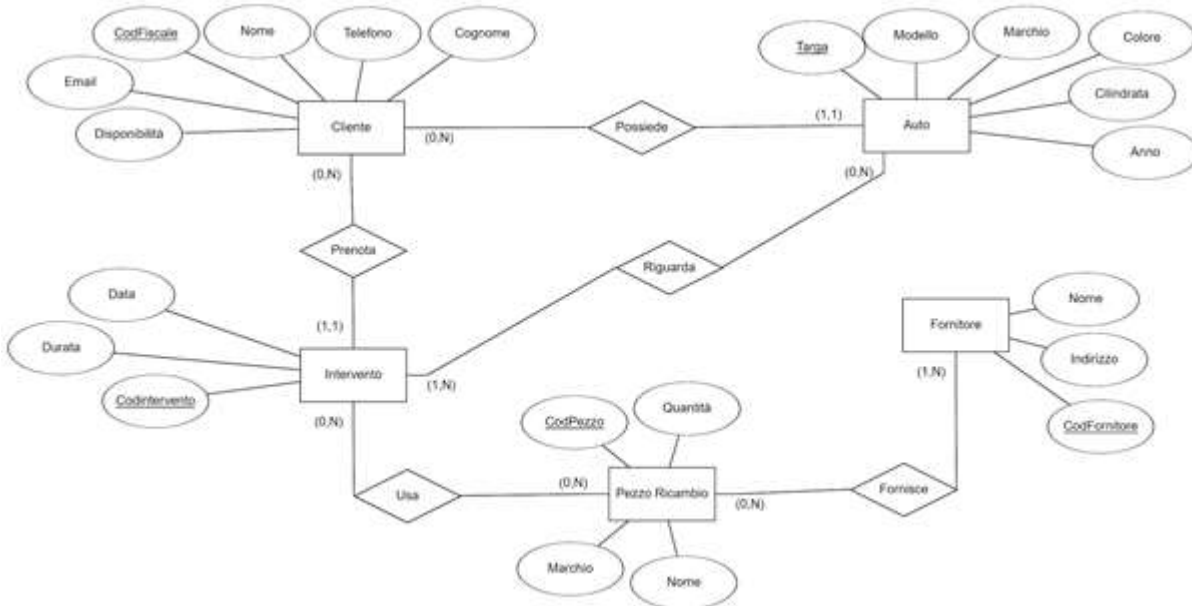 CodFiscale
Nome
Telefono
Cognome
Email
Disponibilità
Cliente
(0,N)
(0,N)
Possiede
(1,1)
Targa
Modello
Marchio
Colore
Cilindrata
Anno
Auto
(0,N)
Prenota
Riguarda
Data
Durata
Codintervento
(1,1)
Intervento
(1,N)
(0,N)
Fornitore
Nome
Indirizzo
CodFornitore
(1,N)
CodPezzo
Quantità
Usa
(0,N)
Pezzo Ricambio
(0,N)
Fornisce
Marchio
Nome